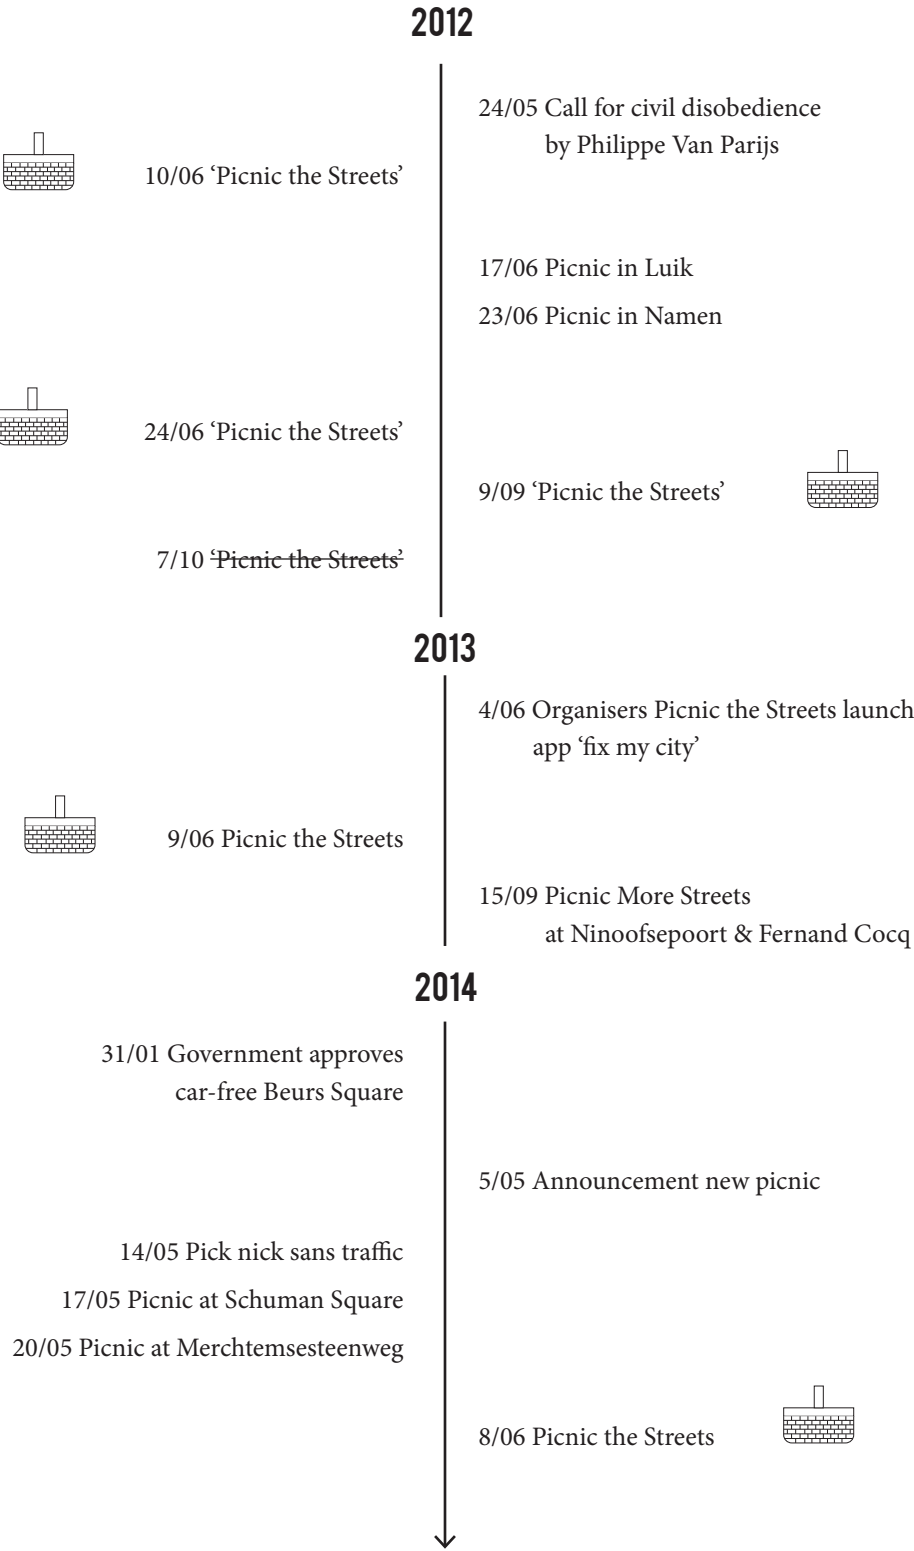 2012
24/05 Call for civil disobedience
by Philippe Van Parijs
10/06 ‘Picnic the Streets’
17/06 Picnic in Luik
23/06 Picnic in Namen
24/06 ‘Picnic the Streets’
9/09 ‘Picnic the Streets’
7/10 ‘Picnic the Streets’
2013
4/06 Organisers Picnic the Streets launch
app ‘fix my city’
9/06 Picnic the Streets
15/09 Picnic More Streets
at Ninoofsepoort & Fernand Cocq
2014
31/01 Government approves
car-free Beurs Square
5/05 Announcement new picnic
14/05 Pick nick sans traffic
17/05 Picnic at Schuman Square
20/05 Picnic at Merchtemsesteenweg
8/06 Picnic the Streets